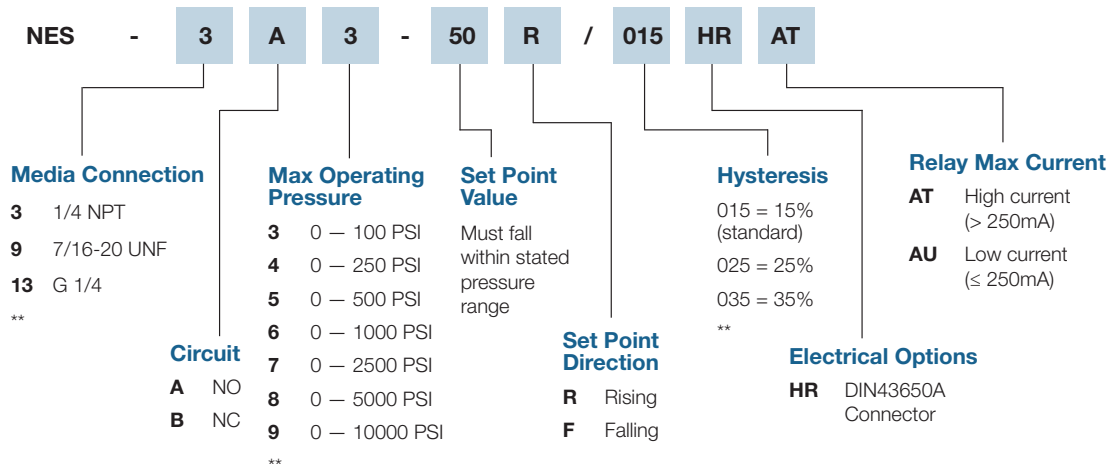 NES - 3 A 3 - 50 R / 015 HR AT
Media Connection
3 1/4 NPT
9 7/16-20 UNF
13 G 1/4
**
Circuit
A NO
B NC
Max Operating
Pressure
3 0 — 100 PSI
4 0 — 250 PSI
5 0 — 500 PSI
6 0 — 1000 PSI
7 0 — 2500 PSI
8 0 — 5000 PSI
9 0 — 10000 PSI
**
Set Point
Value
Must fall
within stated
pressure
range
Set Point
Direction
R Rising
F Falling
Hysteresis
015 = 15%
(standard)
025 = 25%
035 = 35%
**
Electrical Options
HR DIN43650A
Connector
Relay Max Current
AT High current
(> 250mA)
AU Low current
(≤ 250mA)